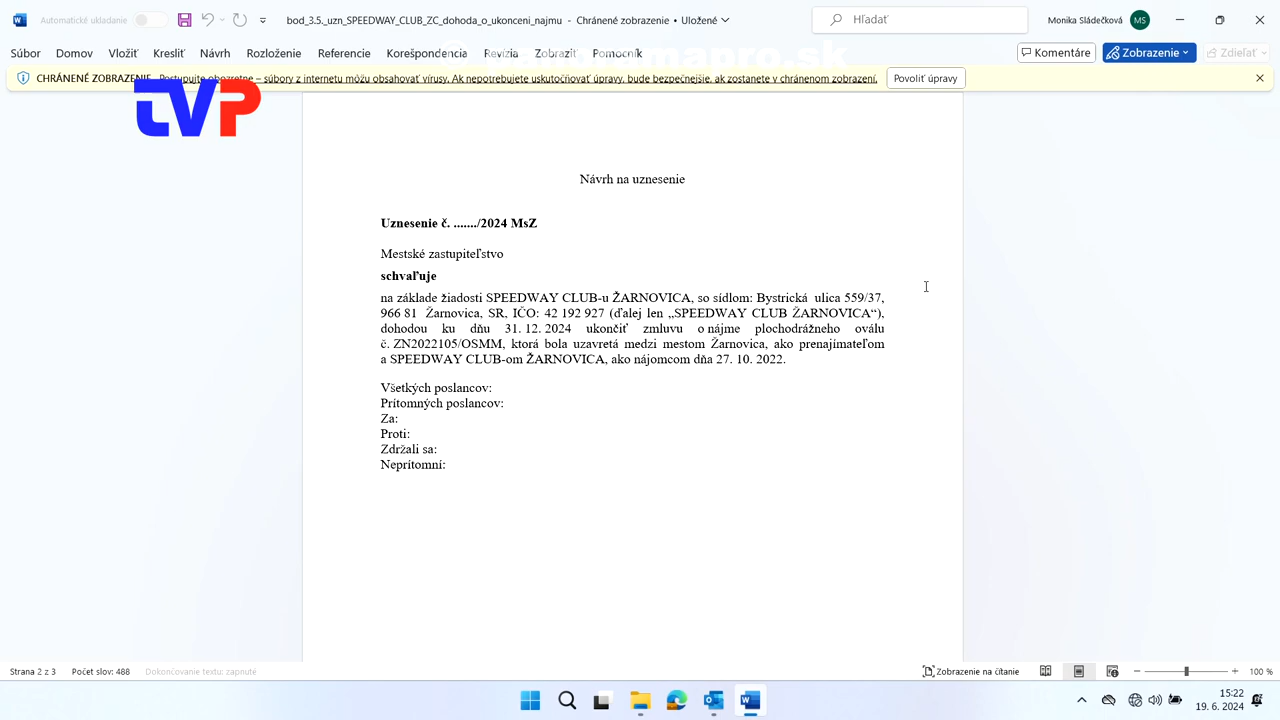 Automatické ukladanie
bod_3.5._uzn_SPEEDWAY_CLUB_ZC_dohoda_o_ukonceni_najmu - Chránené zobrazenie • Uložené
Hľadať
Monika Sládečková MS
Súbor Domov Vložiť Kresliť Návrh Rozloženie Referencie Korešpondencia Revízia Zobraziť Pomocník
Komentáre Zobrazenie Zdieľať
CHRÁNENÉ ZOBRAZENIE Postupujte obozretne – súbory z internetu môžu obsahovať vírusy. Ak nepotrebujete uskutočňovať úpravy, bude bezpečnejšie, ak zostanete v chránenom zobrazení. Povoliť úpravy
TVP
Návrh na uznesenie
Uznesenie č. ......./2024 MsZ
Mestské zastupiteľstvo
schvaľuje
na základe žiadosti SPEEDWAY CLUB-u ŽARNOVICA, so sídlom: Bystrická ulica 559/37,
966 81 Žarnovica, SR, IČO: 42 192 927 (ďalej len „SPEEDWAY CLUB ŽARNOVICA“),
dohodou ku dňu 31. 12. 2024 ukončiť zmluvu o nájme plochodrážneho oválu
č. ZN2022105/OSMM, ktorá bola uzavretá medzi mestom Žarnovica, ako prenajímateľom
a SPEEDWAY CLUB-om ŽARNOVICA, ako nájomcom dňa 27. 10. 2022.
Všetkých poslancov:
Prítomných poslancov:
Za:
Proti:
Zdržali sa:
Neprítomní:
Strana 2 z 3 Počet slov: 488 Dokončovanie textu: zapnuté
Zobrazenie na čítanie 100 %
15:22
19. 6. 2024